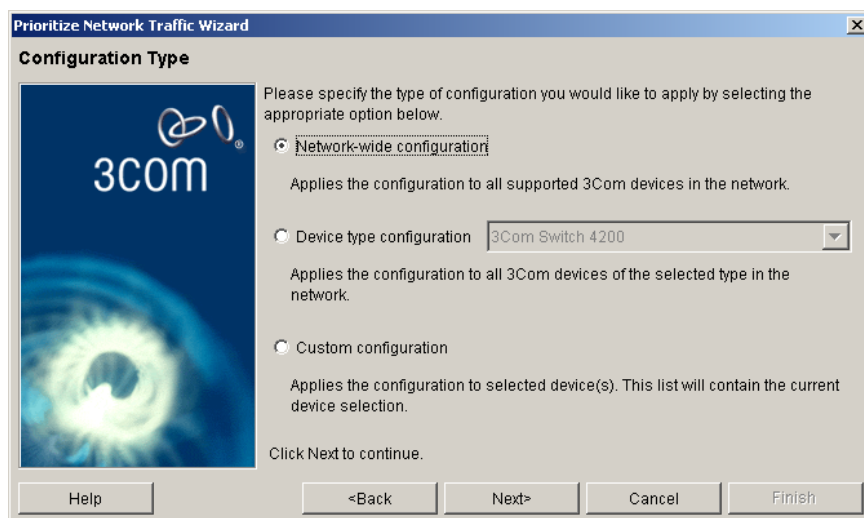 Prioritize Network Traffic Wizard
Configuration Type
3COM
Please specify the type of configuration you would like to apply by selecting the
appropriate option below.
Network-wide configuration
Applies the configuration to all supported 3Com devices in the network.
Device type configuration 3Com Switch 4200
Applies the configuration to all 3Com devices of the selected type in the
network.
Custom configuration
Applies the configuration to selected device(s). This list will contain the current
device selection.
Click Next to continue.
Help <Back Next> Cancel Finish